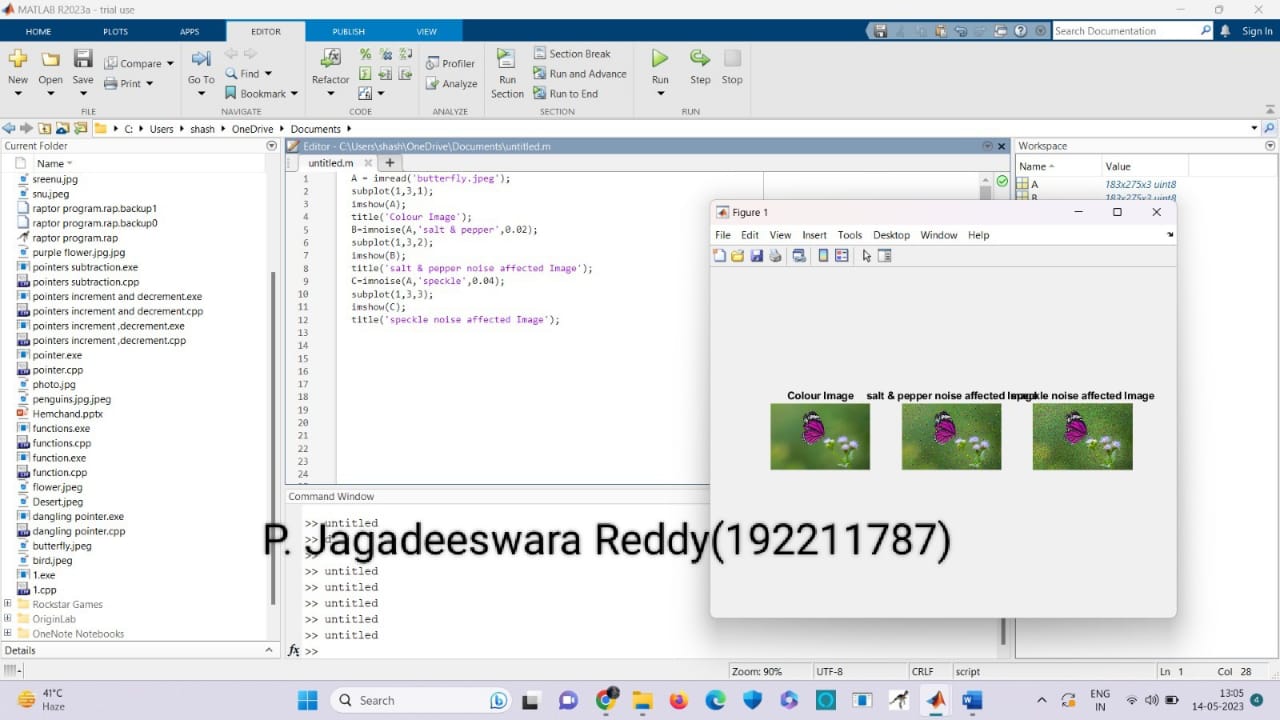 MATLAB R2023a - trial use
HOME PLOTS APPS EDITOR PUBLISH VIEW
Search Documentation Sign In
New Open Save Compare Print
Go To Find Bookmark
Refactor
Profiler Analyze
Run Section Section Break Run and Advance Run to End
Run Step Stop
FILE NAVIGATE CODE ANALYZE SECTION RUN
C: Users shash OneDrive Documents
Current Folder
Name
sreenu.jpg
snu.jpeg
raptor program.rap.backup1
raptor program.rap.backup0
raptor program.rap
purple flower.jpg.jpg
pointers subtraction.exe
pointers subtraction.cpp
pointers increment and decrement.exe
pointers increment and decrement.cpp
pointers increment ,decrement.exe
pointers increment ,decrement.cpp
pointer.exe
pointer.cpp
photo.jpg
penguins.jpg.jpeg
Hemchand.pptx
functions.exe
functions.cpp
function.exe
function.cpp
flower.jpeg
Desert.jpeg
dangling pointer.exe
dangling pointer.cpp
butterfly.jpeg
bird.jpeg
1.exe
1.cpp
Rockstar Games
OriginLab
OneNote Notebooks
Details
Editor - C:\Users\shash\OneDrive\Documents\untitled.m
untitled.m
1 A = imread('butterfly.jpeg');
2 subplot(1,3,1);
3 imshow(A);
4 title('Colour Image');
5 B=imnoise(A,'salt & pepper',0.02);
6 subplot(1,3,2);
7 imshow(B);
8 title('salt & pepper noise affected Image');
9 C=imnoise(A,'speckle',0.04);
10 subplot(1,3,3);
11 imshow(C);
12 title('speckle noise affected Image');
13
14
15
16
17
18
19
20
21
22
23
24
Command Window
>> untitled
>>
>>
>> untitled
>> untitled
>> untitled
>> untitled
>> untitled
fx >>
P. Jagadeeswara Reddy(192211787)
Workspace
Name Value
A 183x275x3 uint8
B 183x275x3 uint8
Figure 1
File Edit View Insert Tools Desktop Window Help
Colour Image
salt & pepper noise affected Image
speckle noise affected Image
Zoom: 90% UTF-8 CRLF script Ln 1 Col 28
41°C
Haze
Search
ENG
IN
13:05
14-05-2023
4